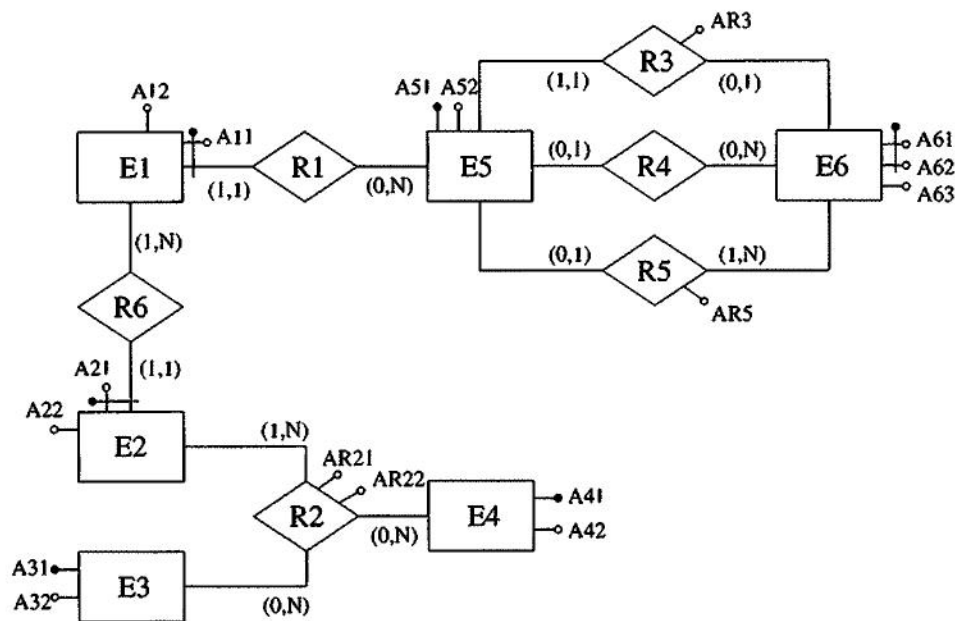 AR3
R3
(1,1)
(0,1)
A12
A51
A52
A11
E1
R1
E5
(0,1)
R4
(0,N)
E6
A61
A62
A63
(1,1)
(0,N)
(1,N)
(0,1)
R5
(1,N)
AR5
R6
A21
(1,1)
A22
E2
(1,N)
AR21
AR22
R2
(0,N)
E4
A41
A42
A31
A32
E3
(0,N)